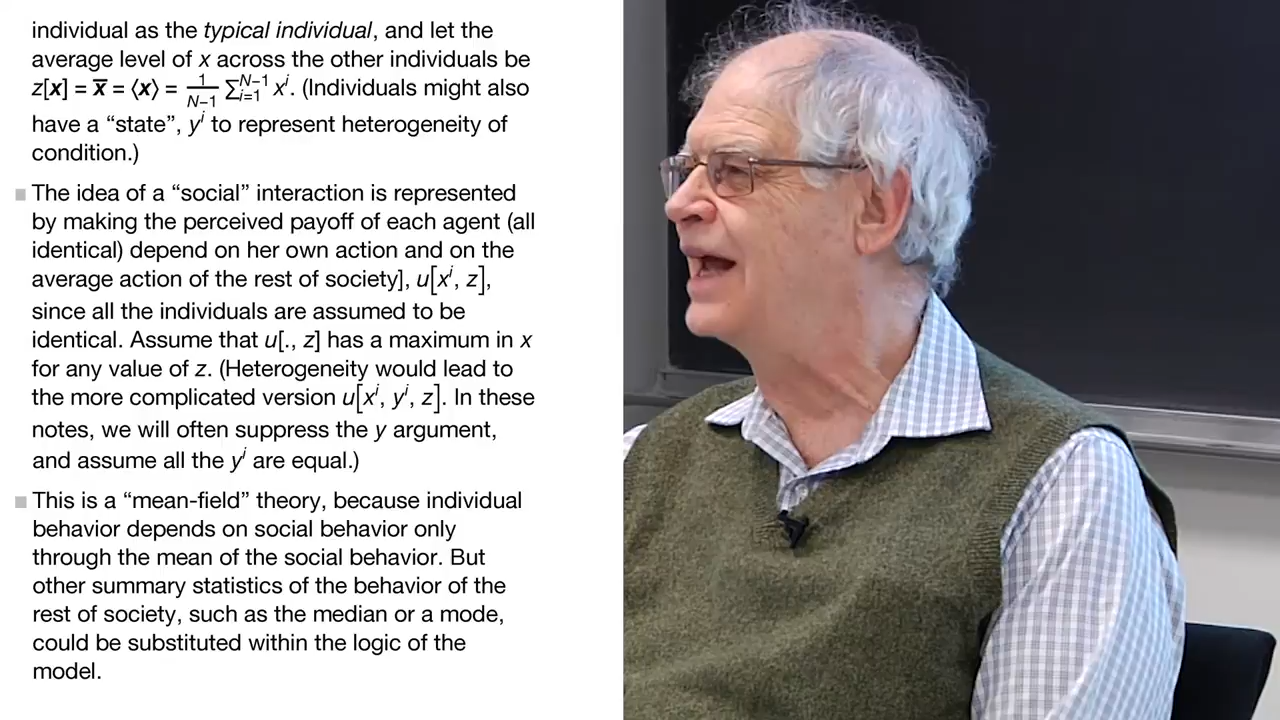 individual as the typical individual, and let the
average level of x across the other individuals be
z[x] = x̅ = ⟨x⟩ = 1/(N−1) ∑_{i=1}^{N−1} xⁱ. (Individuals might also
have a “state”, yⁱ to represent heterogeneity of
condition.)
The idea of a “social” interaction is represented
by making the perceived payoff of each agent (all
identical) depend on her own action and on the
average action of the rest of society], u[xⁱ, z],
since all the individuals are assumed to be
identical. Assume that u[., z] has a maximum in x
for any value of z. (Heterogeneity would lead to
the more complicated version u[xⁱ, yⁱ, z]. In these
notes, we will often suppress the y argument,
and assume all the yⁱ are equal.)
This is a “mean-field” theory, because individual
behavior depends on social behavior only
through the mean of the social behavior. But
other summary statistics of the behavior of the
rest of society, such as the median or a mode,
could be substituted within the logic of the
model.